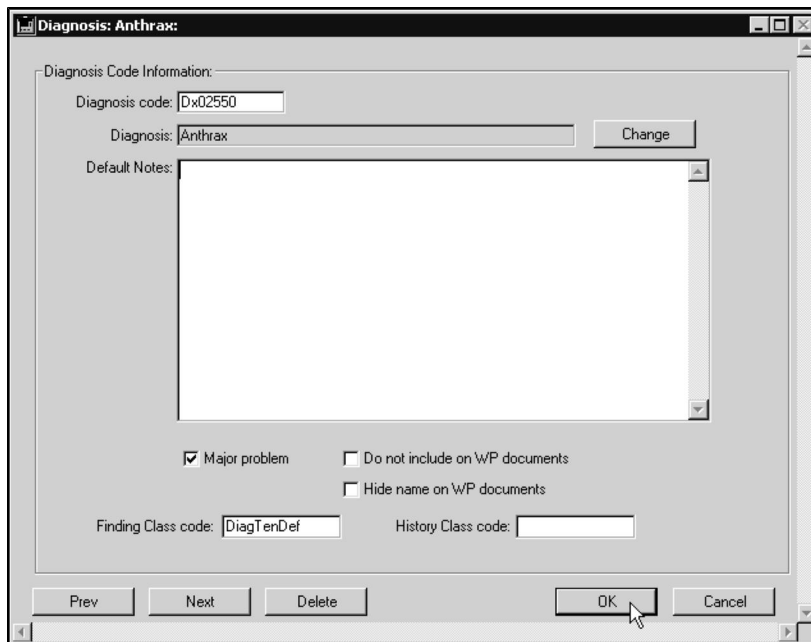 Diagnosis: Anthrax:
Diagnosis Code Information:
Diagnosis code: Dx02550
Diagnosis: Anthrax Change
Default Notes:
Major problem Do not include on WP documents
Hide name on WP documents
Finding Class code: DiagTenDef History Class code:
Prev Next Delete OK Cancel